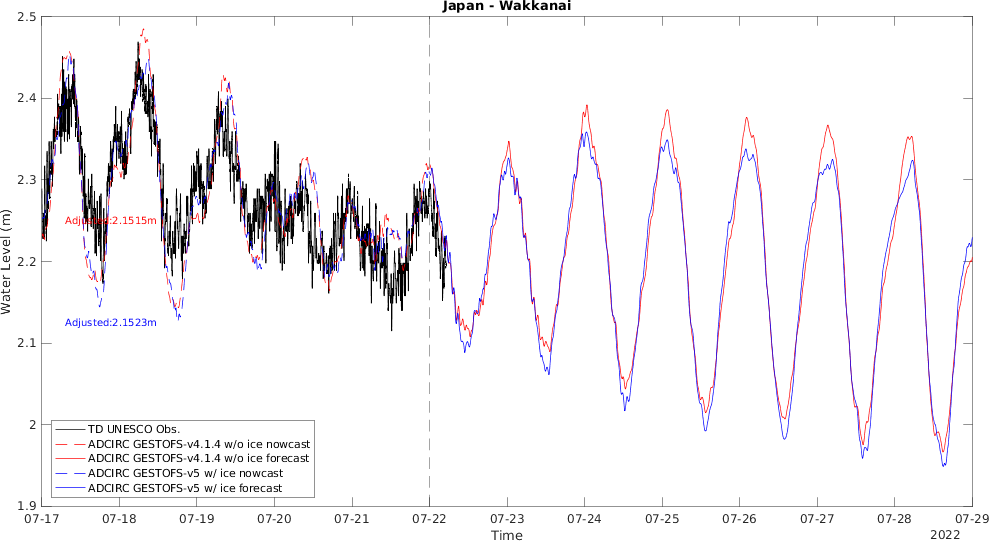 Japan - Wakkanai
2.5
2.4
2.3
2.2
2.1
2
1.9
Water Level (m)
Adjusted:2.1515m
Adjusted:2.1523m
TD UNESCO Obs.
ADCIRC GESTOFS-v4.1.4 w/o ice nowcast
ADCIRC GESTOFS-v4.1.4 w/o ice forecast
ADCIRC GESTOFS-v5 w/ ice nowcast
ADCIRC GESTOFS-v5 w/ ice forecast
07-17 07-18 07-19 07-20 07-21 07-22 07-23 07-24 07-25 07-26 07-27 07-28 07-29
Time
2022